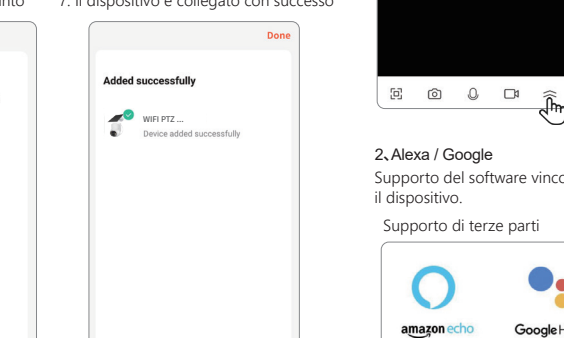 7. Il dispositivo è collegato con successo
Done
Added successfully
WIFI PTZ ...
Device added successfully
2、Alexa / Google
Supporto del software
il dispositivo.
Supporto di terze parti
amazon echo
Google